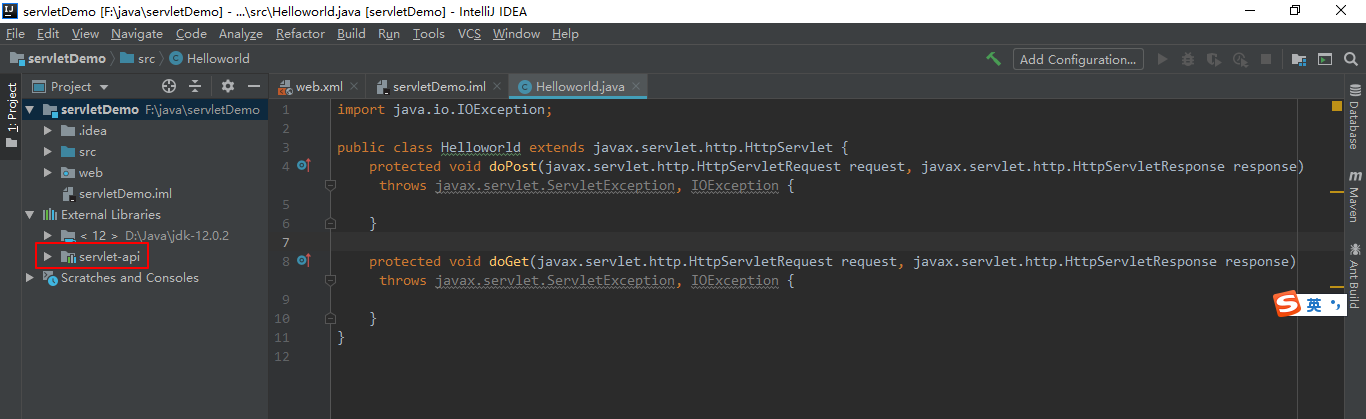 servletDemo [F:\java\servletDemo] - ...\src\Helloworld.java [servletDemo] - IntelliJ IDEA
File Edit View Navigate Code Analyze Refactor Build Run Tools VCS Window Help
servletDemo src Helloworld
Add Configuration...
1: Project
Project
servletDemo F:\java\servletDemo
.idea
src
web
servletDemo.iml
External Libraries
< 12 > D:\Java\jdk-12.0.2
servlet-api
Scratches and Consoles
web.xml servletDemo.iml Helloworld.java
1 import java.io.IOException;
2
3 public class Helloworld extends javax.servlet.http.HttpServlet {
4 protected void doPost(javax.servlet.http.HttpServletRequest request, javax.servlet.http.HttpServletResponse response)
throws javax.servlet.ServletException, IOException {
5
6 }
7
8 protected void doGet(javax.servlet.http.HttpServletRequest request, javax.servlet.http.HttpServletResponse response)
throws javax.servlet.ServletException, IOException {
9
10 }
11 }
12
Database
Maven
Ant Build
S 英 •,